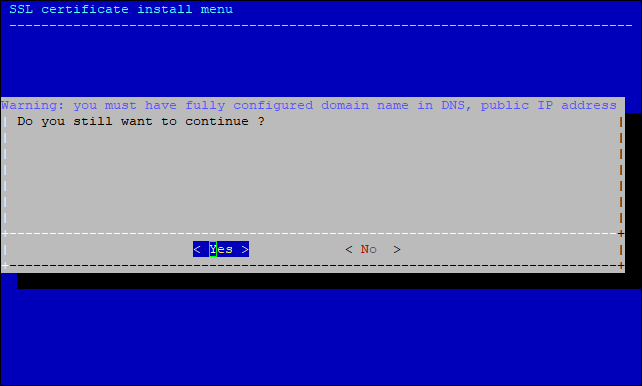 SSL certificate install menu
Warning: you must have fully configured domain name in DNS, public IP address
Do you still want to continue ?
< Yes > < No >